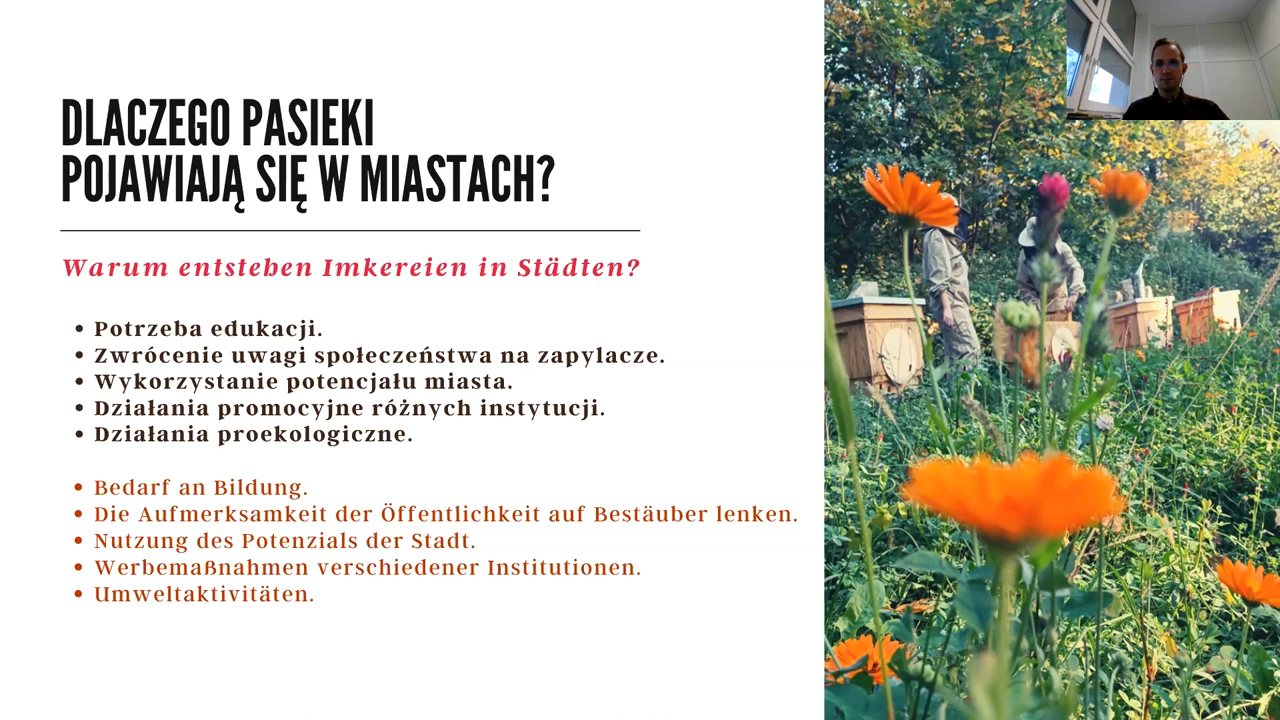 DLACZEGO PASIEKI
POJAWIAJĄ SIĘ W MIASTACH?
Warum entstehen Imkereien in Städten?
• Potrzeba edukacji.
• Zwrócenie uwagi społeczeństwa na zapylacze.
• Wykorzystanie potencjału miasta.
• Działania promocyjne różnych instytucji.
• Działania proekologiczne.
• Bedarf an Bildung.
• Die Aufmerksamkeit der Öffentlichkeit auf Bestäuber lenken.
• Nutzung des Potenzials der Stadt.
• Werbemaßnahmen verschiedener Institutionen.
• Umweltaktivitäten.